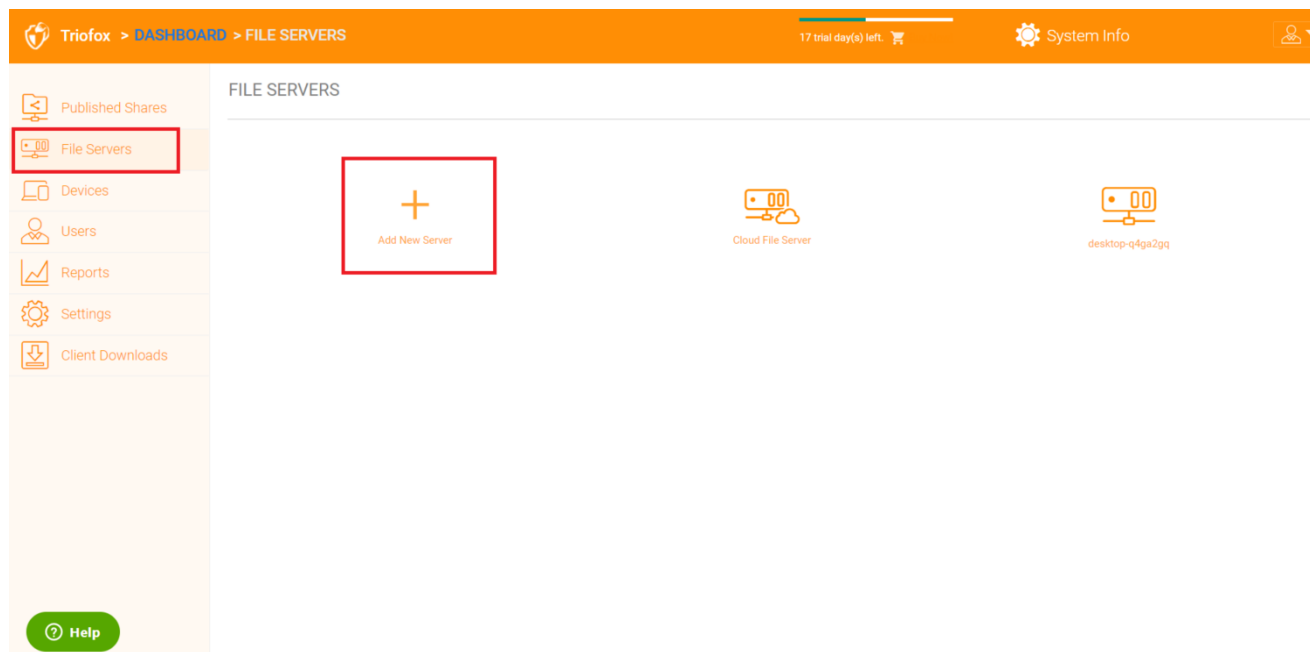 Triofox > DASHBOARD > FILE SERVERS
17 trial day(s) left.
System Info
Published Shares
File Servers
Devices
Users
Reports
Settings
Client Downloads
Help
FILE SERVERS
Add New Server
Cloud File Server
desktop-q4ga2gq